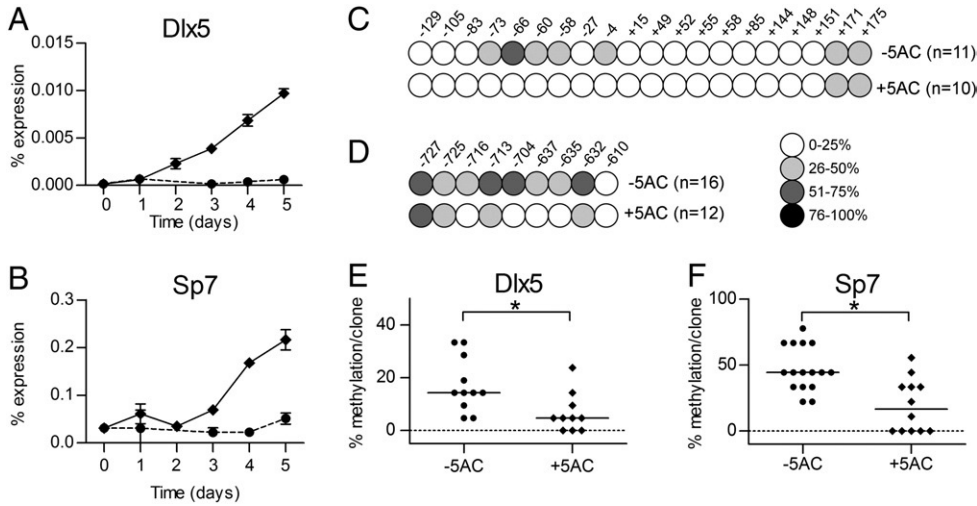 A
Dlx5
% expression
0.015
0.010
0.005
0.000
0 1 2 3 4 5
Time (days)
B
Sp7
% expression
0.3
0.2
0.1
0.0
0 1 2 3 4 5
Time (days)
C
-129 -105 -83 -73 -66 -60 -58 -27 -4 +15 +49 +52 +55 +58 +85 +144 +148 +151 +171 +175
-5AC (n=11)
+5AC (n=10)
D
-727 -725 -716 -713 -704 -637 -635 -632 -610
-5AC (n=16)
+5AC (n=12)
0-25%
26-50%
51-75%
76-100%
E
Dlx5
% methylation/clone
40
20
0
*
-5AC +5AC
F
Sp7
% methylation/clone
100
50
0
*
-5AC +5AC